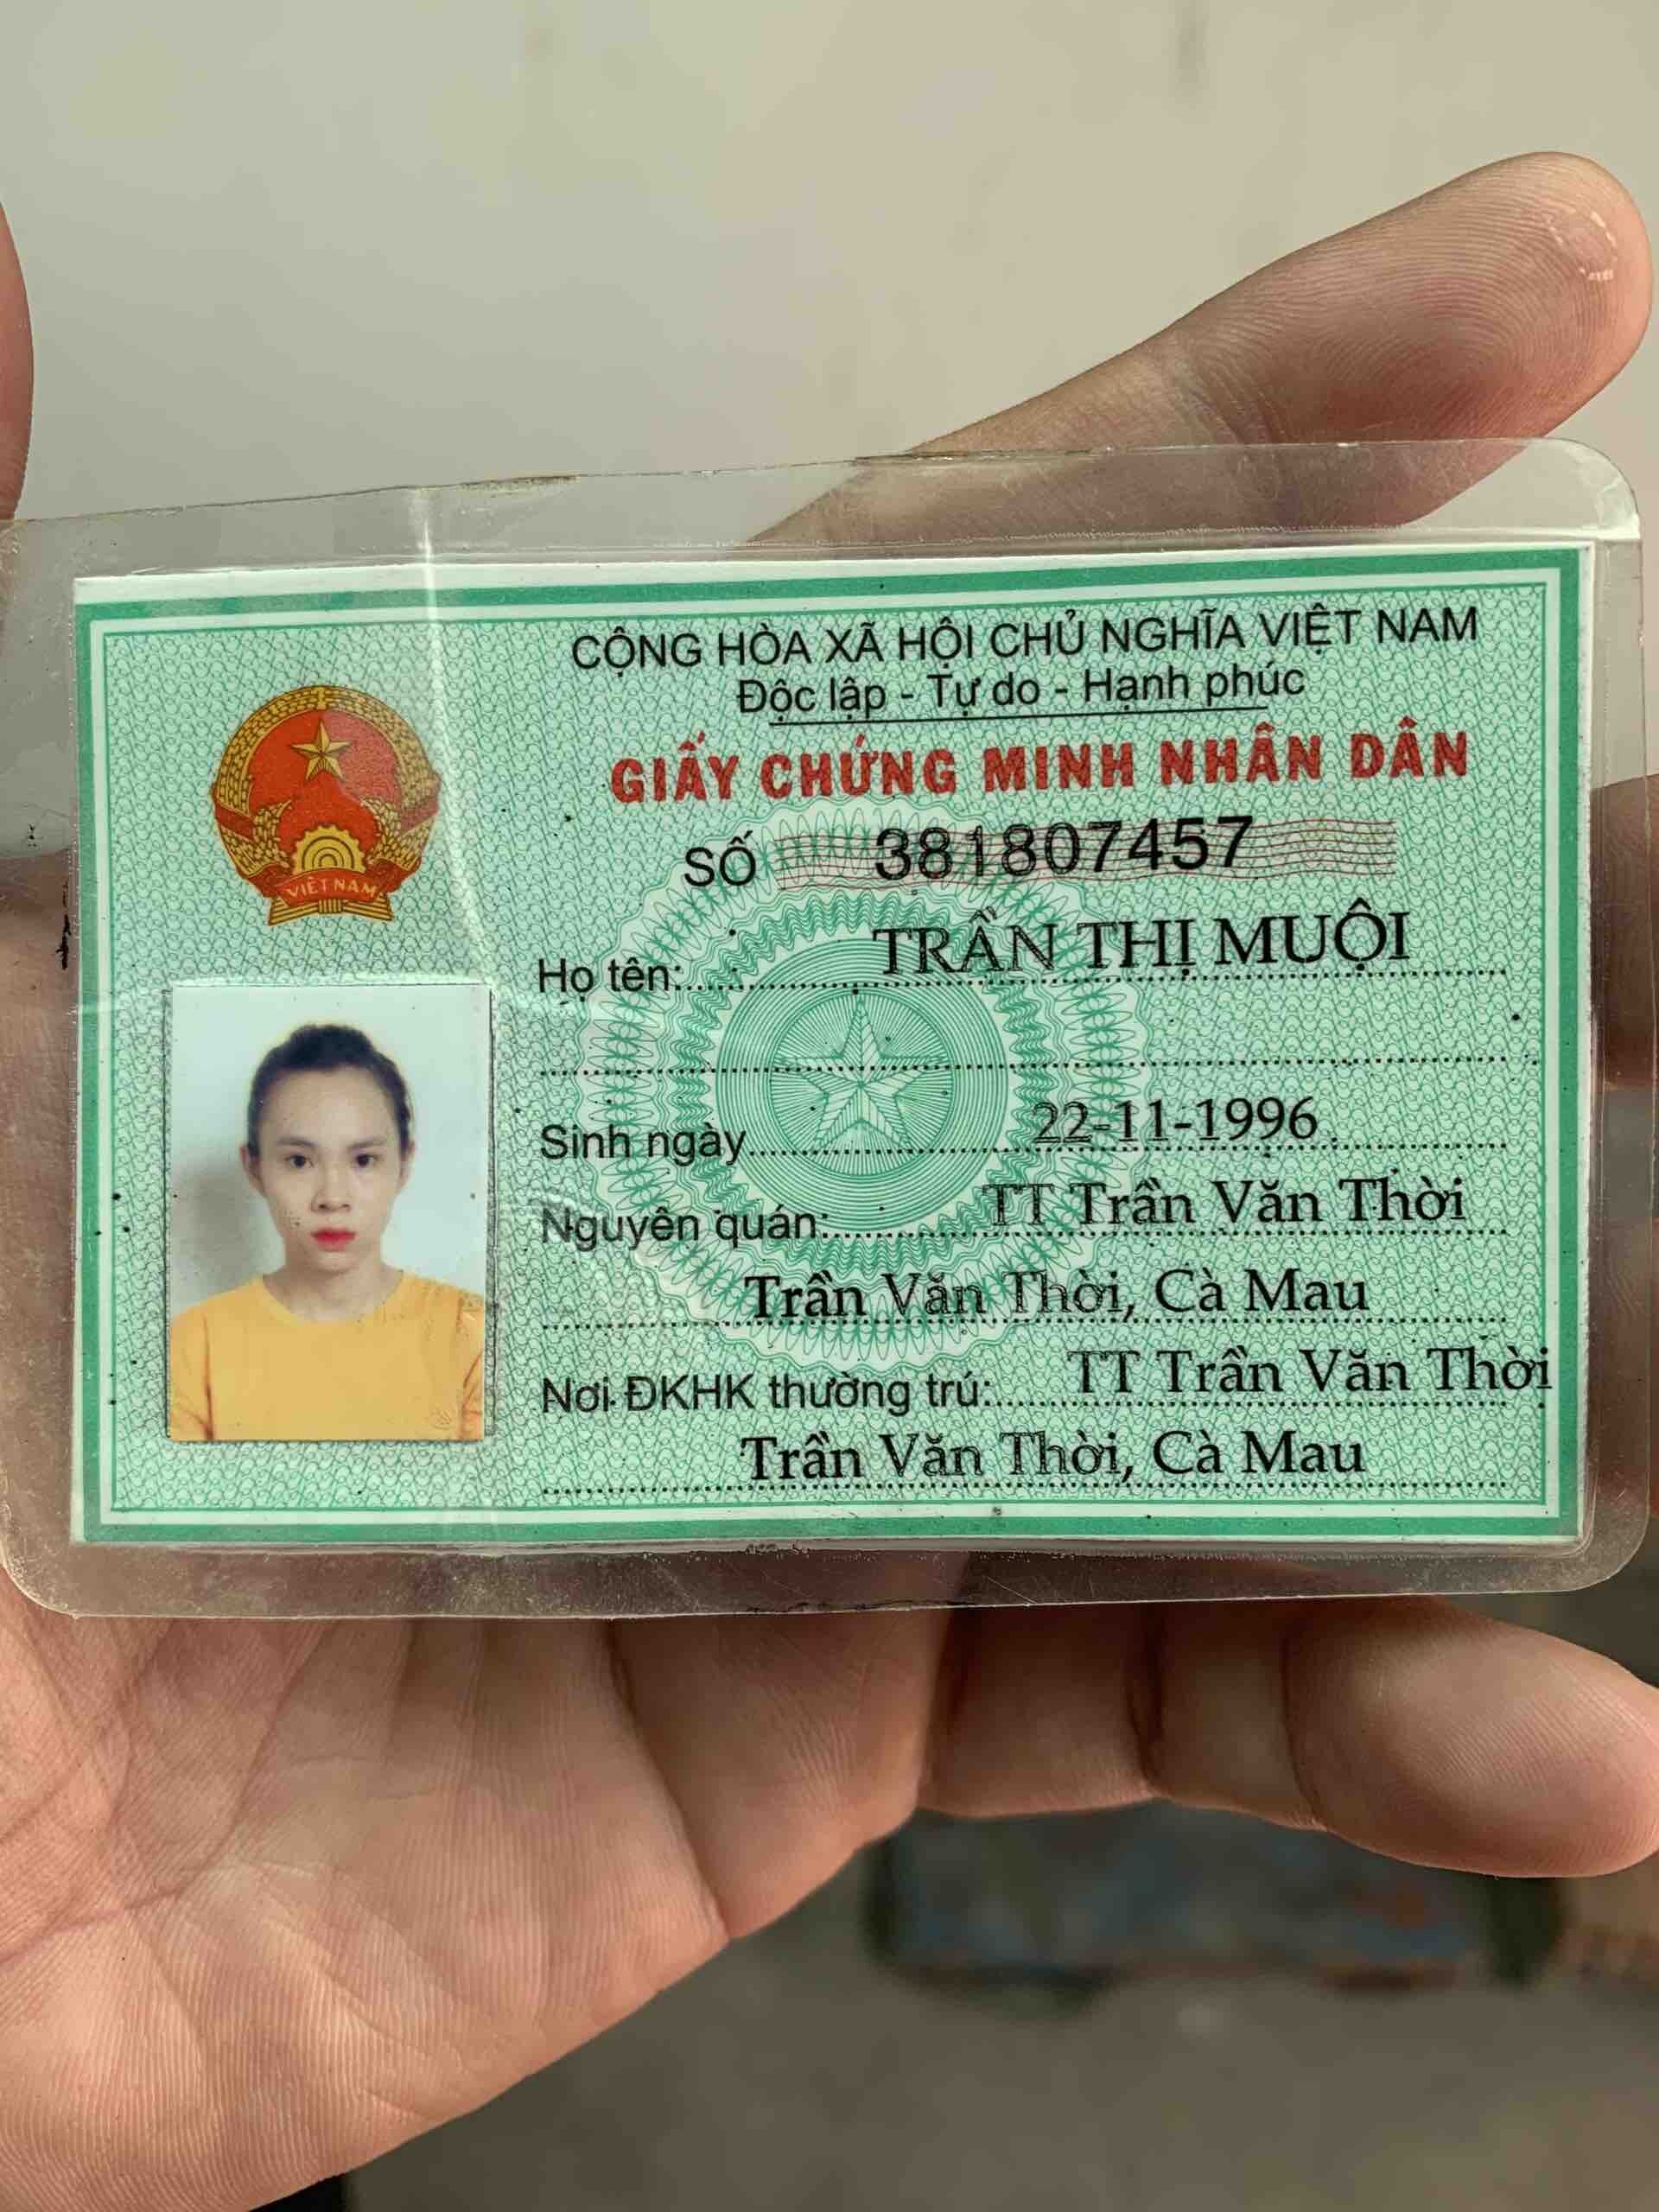 CỘNG HÒA XÃ HỘI CHỦ NGHĨA VIỆT NAM
Độc lập - Tự do - Hạnh phúc
GIẤY CHỨNG MINH NHÂN DÂN
SỐ 381807457
VIỆT NAM
Họ tên: TRẦN THỊ MUỘI
Sinh ngày 22-11-1996
Nguyên quán: TT Trần Văn Thời
Trần Văn Thời, Cà Mau
Nơi ĐKHK thường trú: TT Trần Văn Thời
Trần Văn Thời, Cà Mau